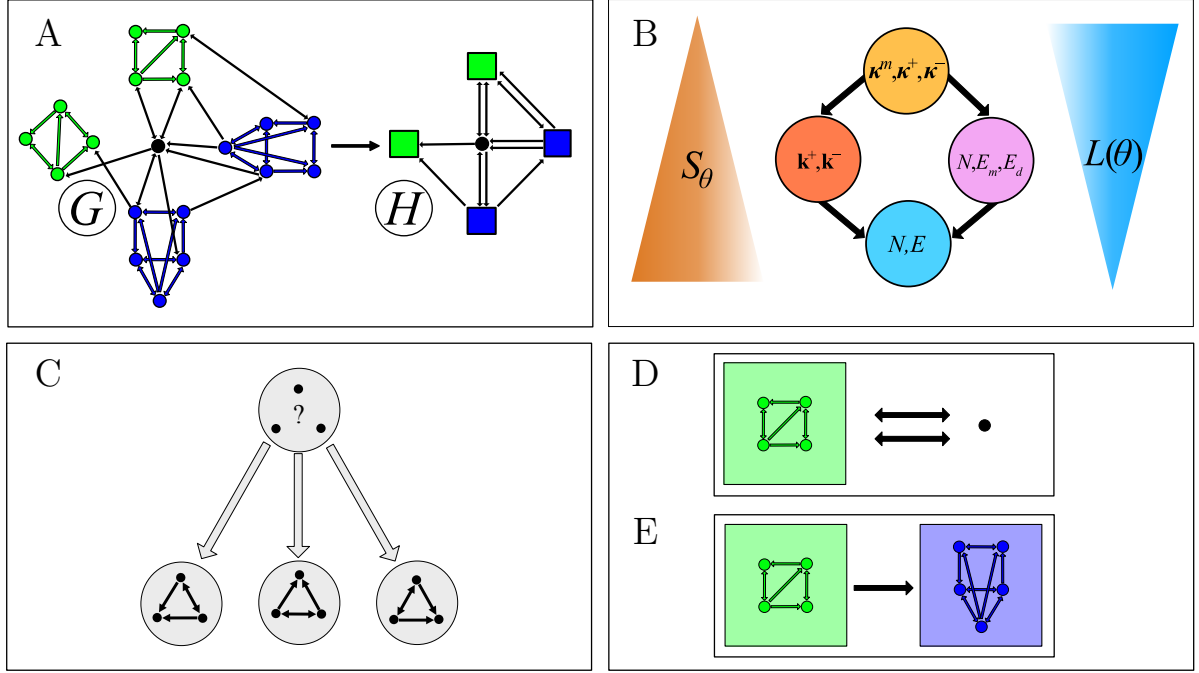 A
G
H
B
S_θ
κ^m,κ^+,κ^-
k^+,k^-
N,E_m,E_d
N,E
L(θ)
C
?
D
E